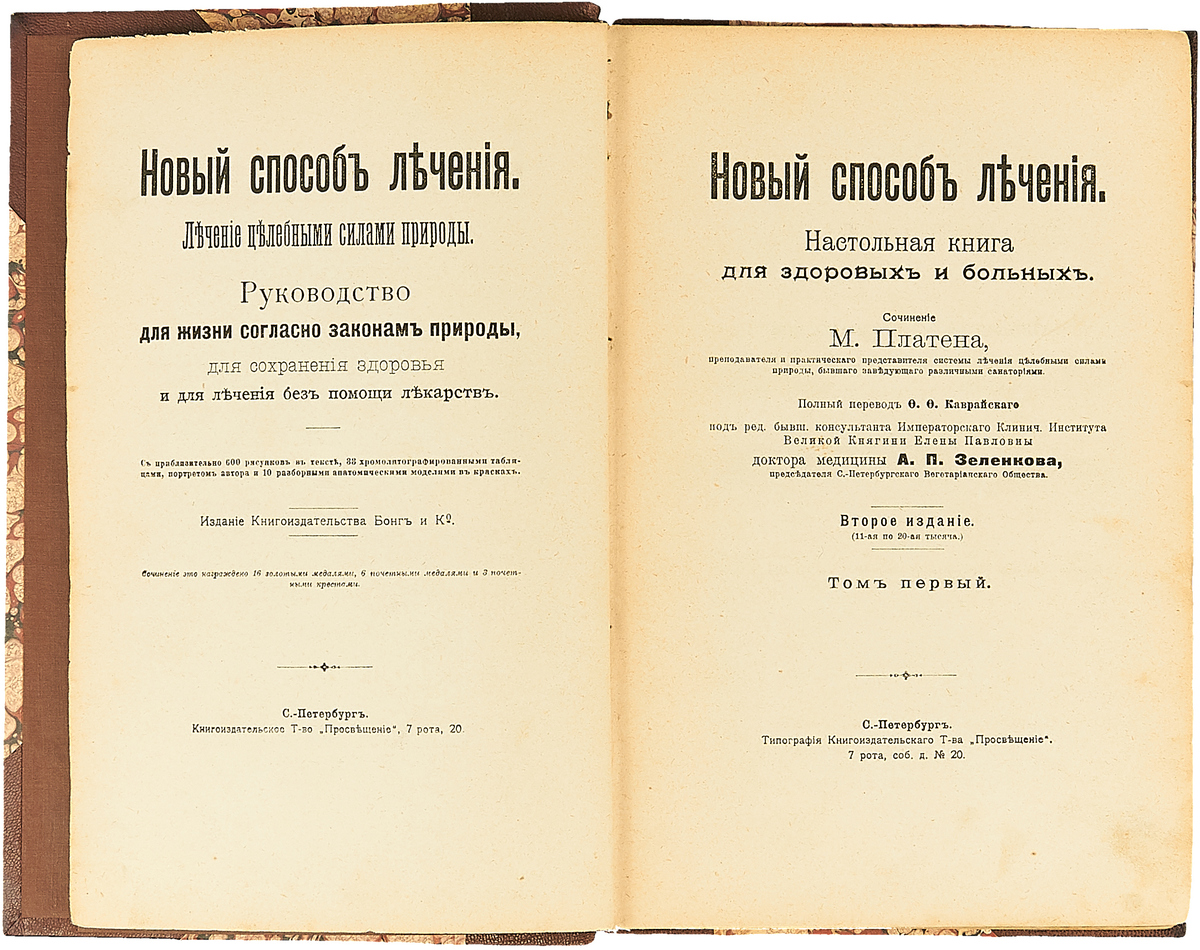 Новый способъ лѣченія.
Лѣченіе цѣлебными силами природы.
Руководство
для жизни согласно законамъ природы,
для сохраненія здоровья
и для лѣченія безъ помощи лѣкарствъ.
Съ приблизительно 600 рисунковъ въ текстѣ, 38 хромолитографированными табли-
цами, портретомъ автора и 10 разборными анатомическими моделями въ краскахъ.
Изданіе Книгоиздательства Бонгъ и Кº.
Сочиненіе это награждено 16 золотыми медалями, 6 почетными медалями и 3 почет-
ными крестами.
С.-Петербургъ.
Книгоиздательское Т-во „Просвѣщеніе“, 7 рота, 20.
Новый способъ лѣченія.
Настольная книга
для здоровыхъ и больныхъ.
Сочиненіе
М. Платена,
преподавателя и практическаго представителя системы лѣченія цѣлебными силами
природы, бывшаго завѣдующаго различными санаторіями.
Полный переводъ Ѳ. Ѳ. Каврайскаго
подъ ред. бывш. консультанта Императорскаго Клинич. Института
Великой Княгини Елены Павловны
доктора медицины А. П. Зеленкова,
предсѣдателя С.-Петербургскаго Вегетаріанскаго Общества.
Второе изданіе.
(11-ая по 20-ая тысяча.)
Томъ первый.
С.-Петербургъ.
Типографія Книгоиздательскаго Т-ва „Просвѣщеніе“.
7 рота, соб. д. № 20.